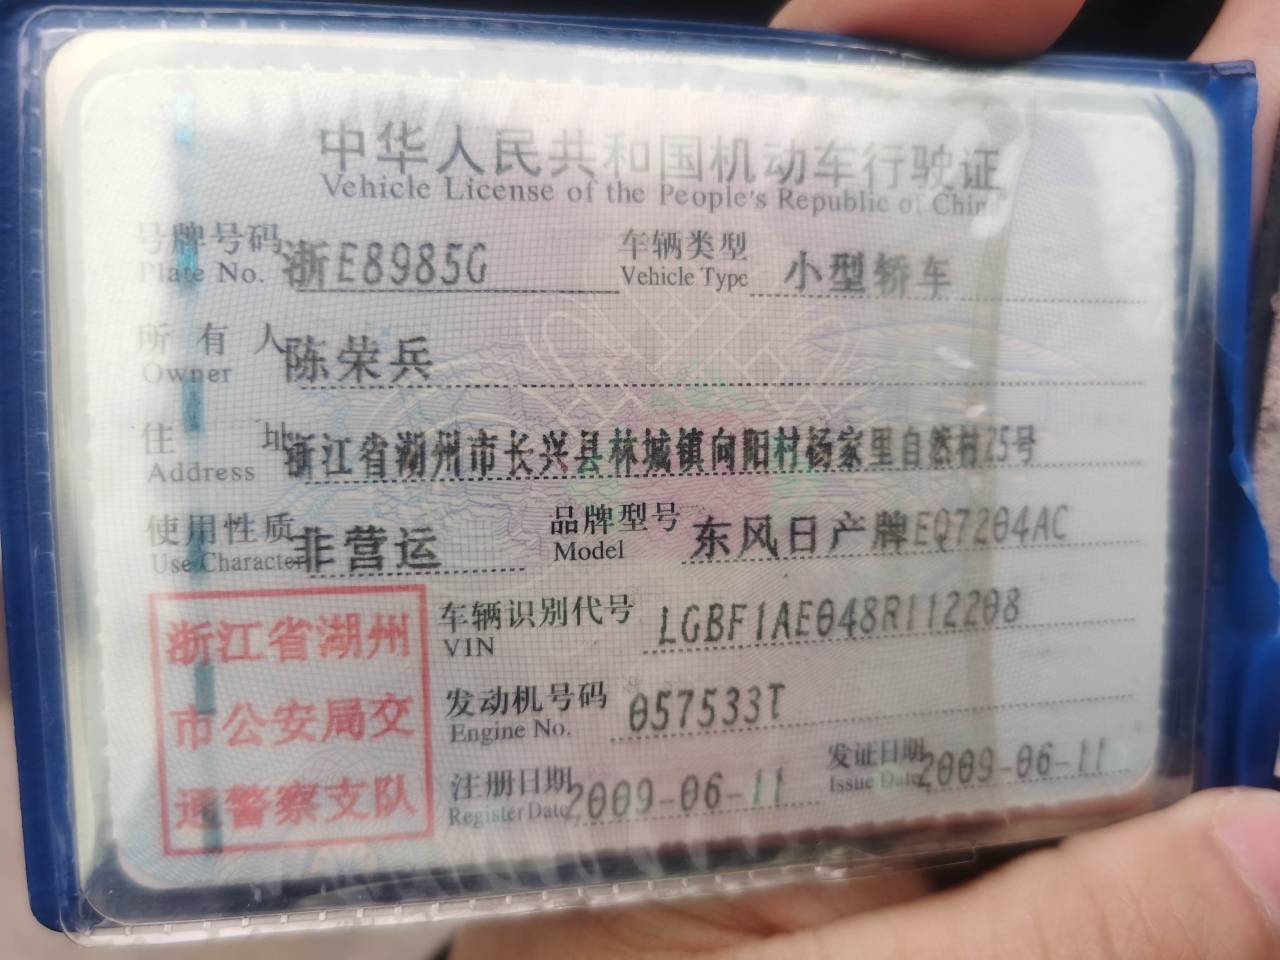 中华人民共和国机动车行驶证
Vehicle License of the People's Republic of China
号牌号码 浙E8985G 车辆类型 小型轿车
Plate No. Vehicle Type
所有人 陈荣兵
Owner
住址 浙江省湖州市长兴县林城镇向阳村杨家里自然村25号
Address
使用性质 非营运 品牌型号 东风日产牌EQ7204AC
Use Character Model
车辆识别代号 LGBF1AE048R112208
VIN
发动机号码 057533T
Engine No.
注册日期 2009-06-11 发证日期 2009-06-11
Register Date Issue Date
浙江省湖州
市公安局交
通警察支队